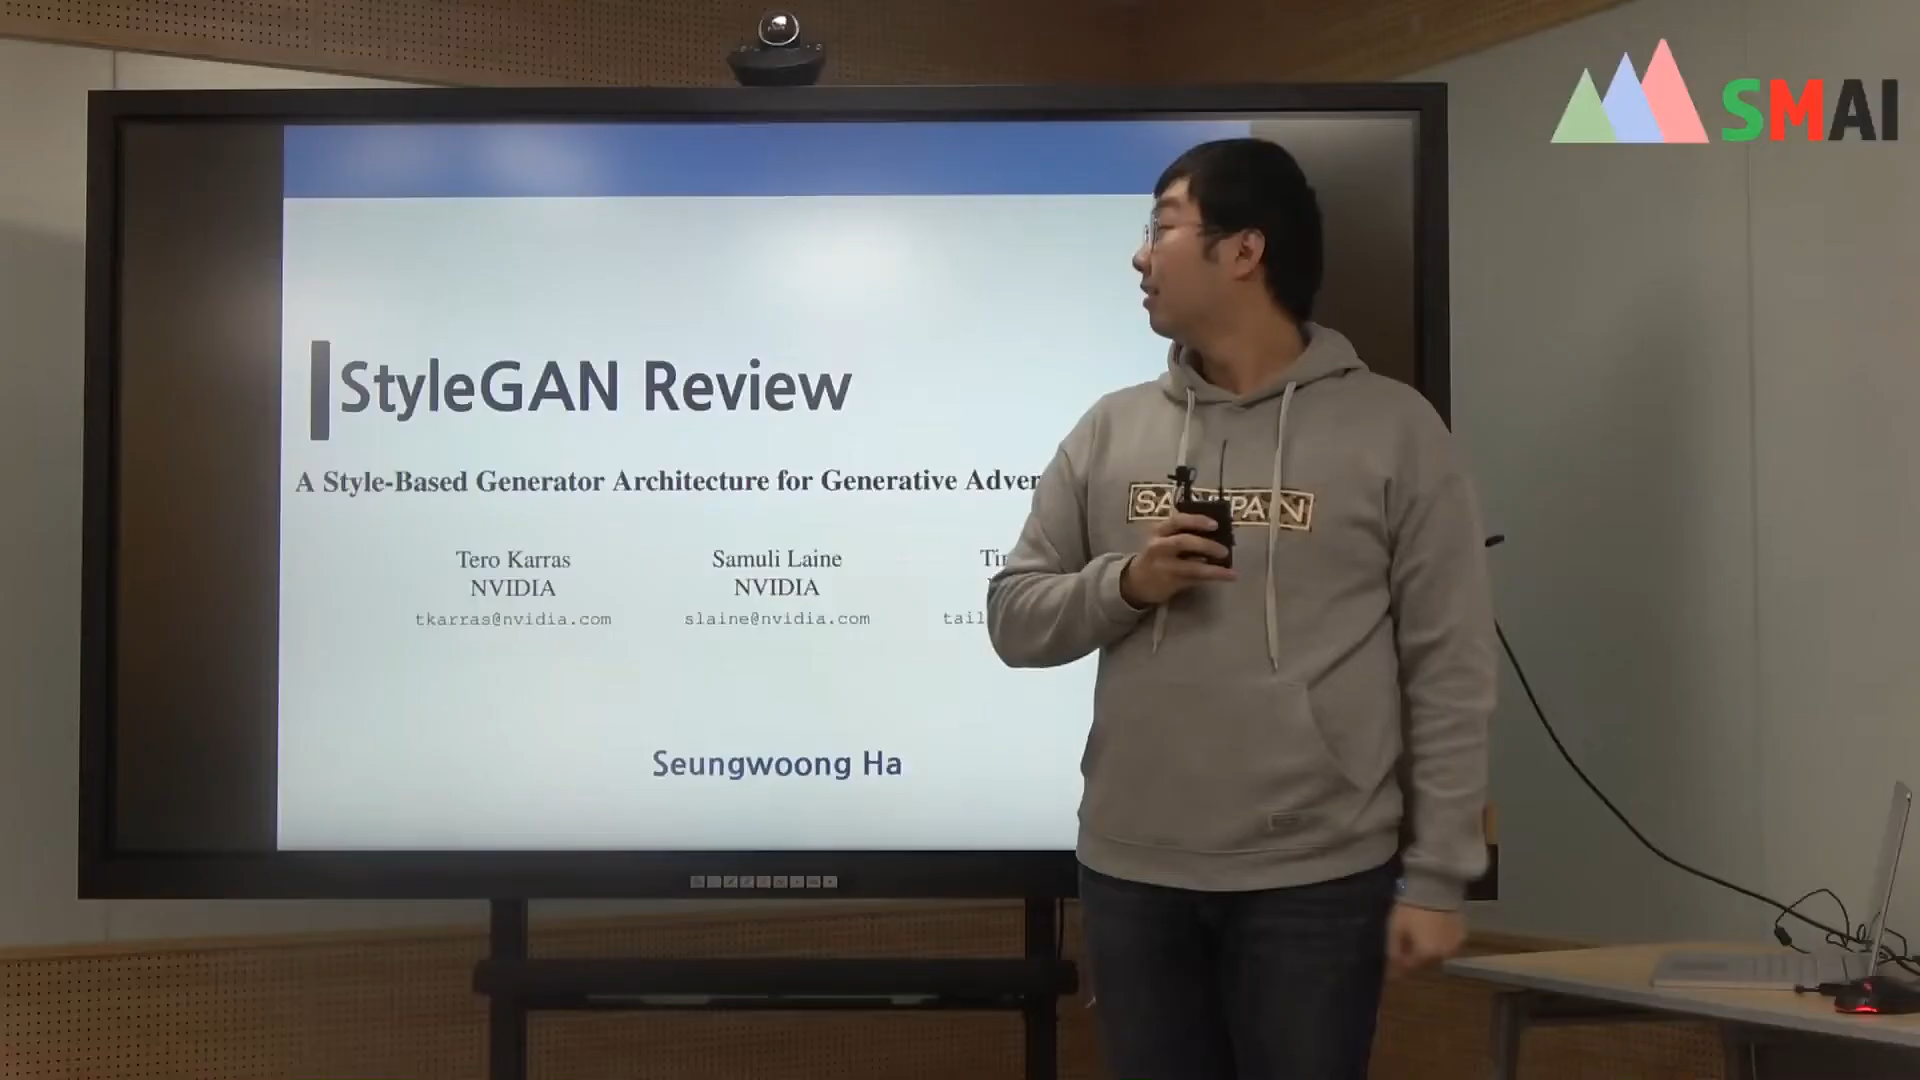 SMAI
StyleGAN Review
A Style-Based Generator Architecture for Generative Adver
Tero Karras
NVIDIA
tkarras@nvidia.com
Samuli Laine
NVIDIA
slaine@nvidia.com
Seungwoong Ha